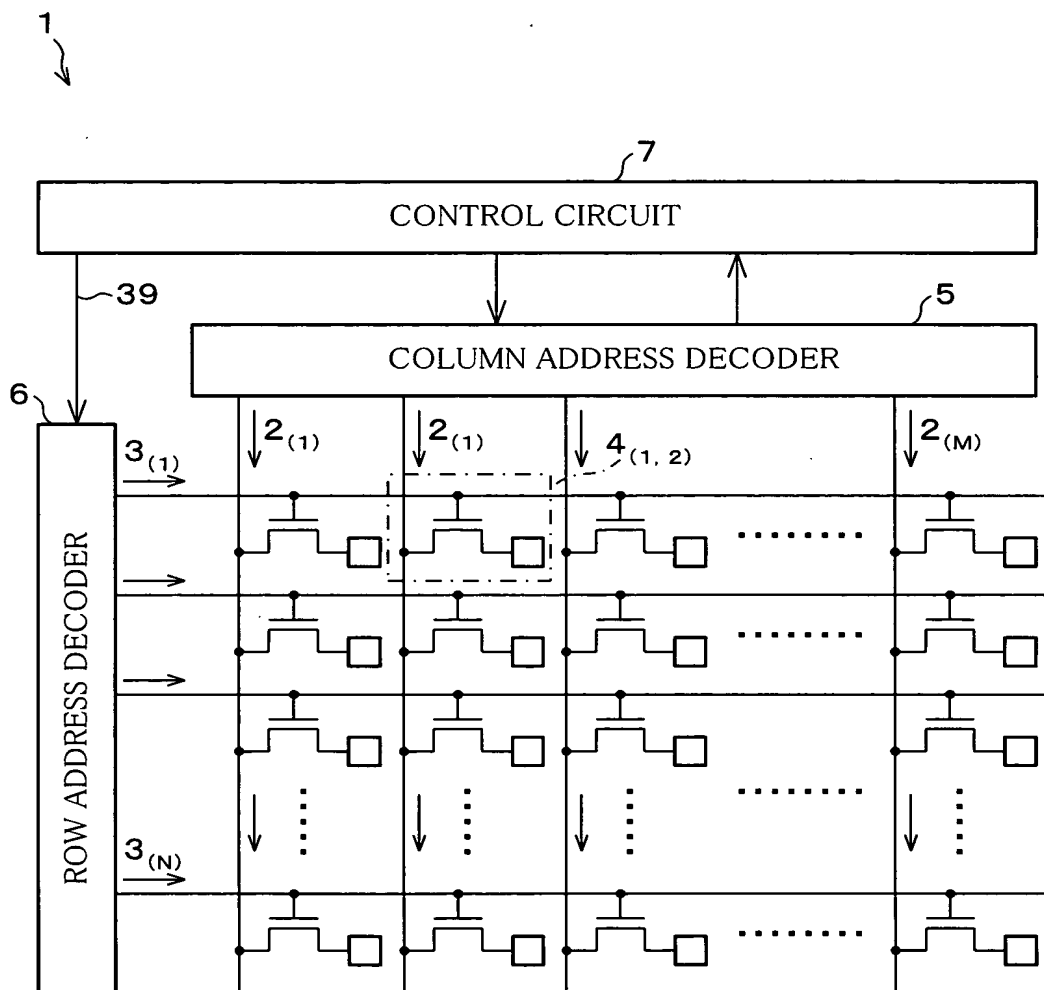 1
7
CONTROL CIRCUIT
39
5
COLUMN ADDRESS DECODER
6
2(1) 2(1) 4(1, 2) 2(M)
3(1)
ROW ADDRESS DECODER
3(N)